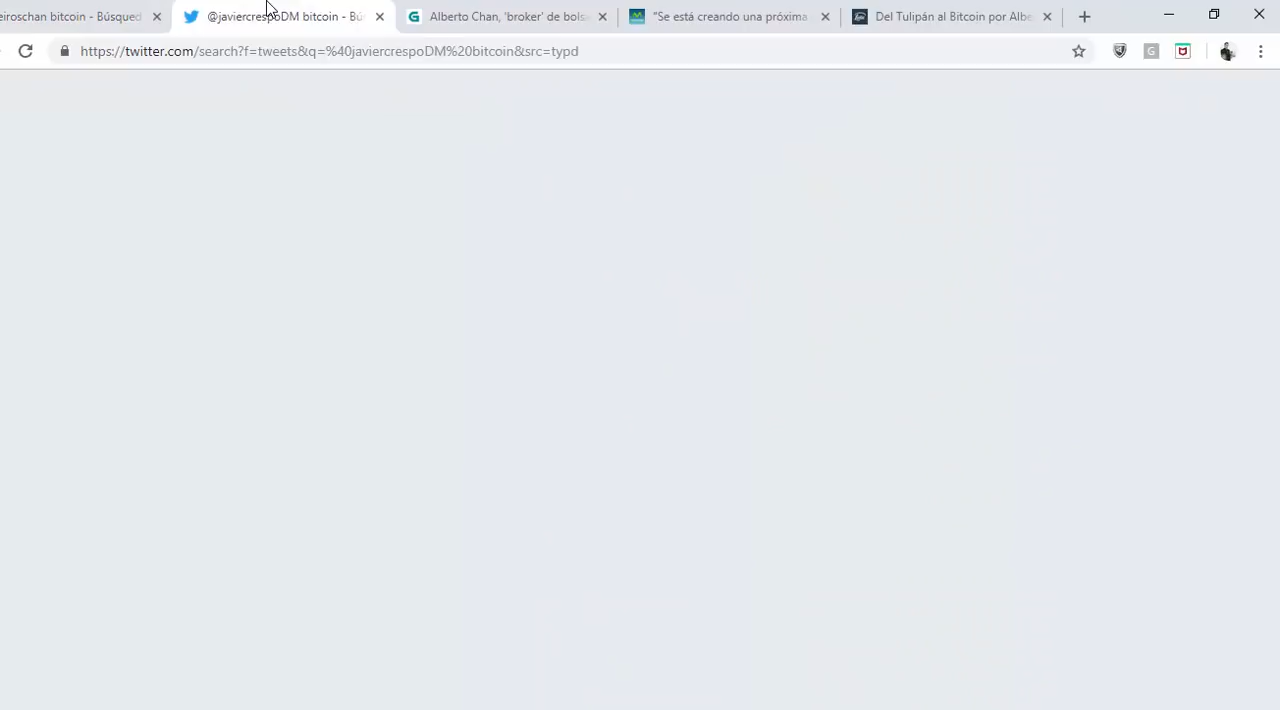 eiroschan bitcoin - Búsqued
@javiercrespoDM bitcoin - Bú
Alberto Chan, 'broker' de bols
"Se está creando una próxim
Del Tulipán al Bitcoin por Albe
https://twitter.com/search?f=tweets&q=%40javiercrespoDM%20bitcoin&src=typd